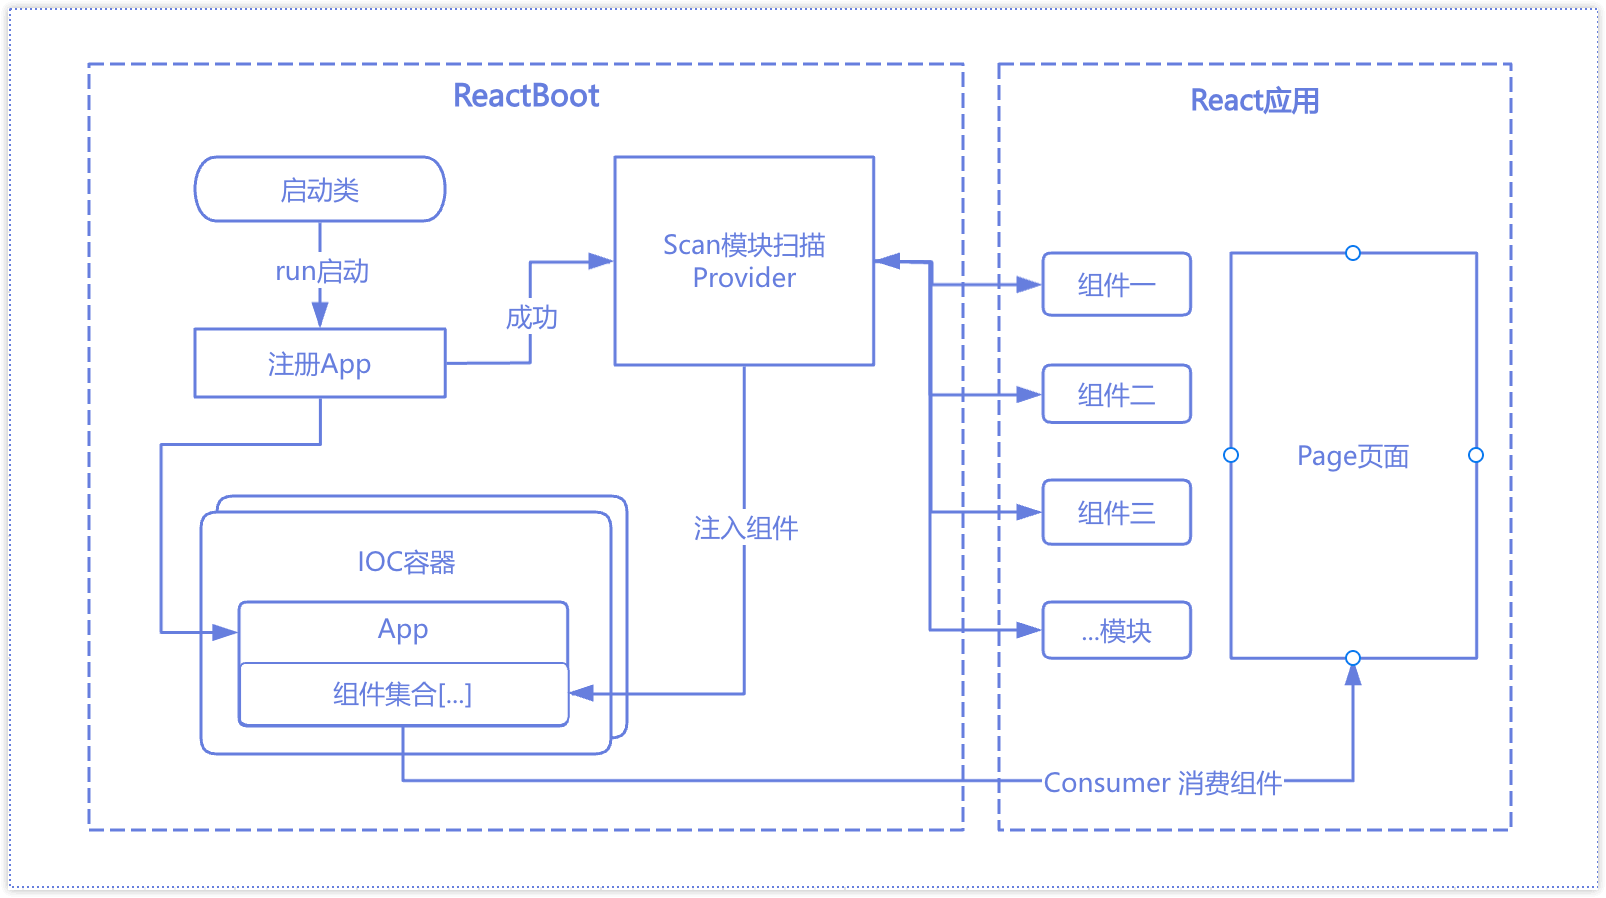 ReactBoot
启动类
run启动
注册App
成功
Scan模块扫描
Provider
注入组件
IOC容器
App
组件集合[...]
React应用
组件一
组件二
组件三
...模块
Page页面
Consumer 消费组件